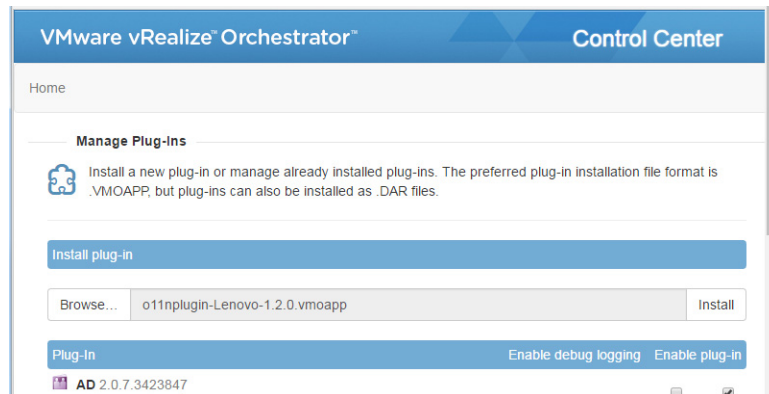 VMware vRealize™ Orchestrator™ Control Center
Home
Manage Plug-Ins
Install a new plug-in or manage already installed plug-ins. The preferred plug-in installation file format is
.VMOAPP, but plug-ins can also be installed as .DAR files.
Install plug-in
Browse... o11nplugin-Lenovo-1.2.0.vmoapp Install
Plug-In Enable debug logging Enable plug-in
AD 2.0.7.3423847